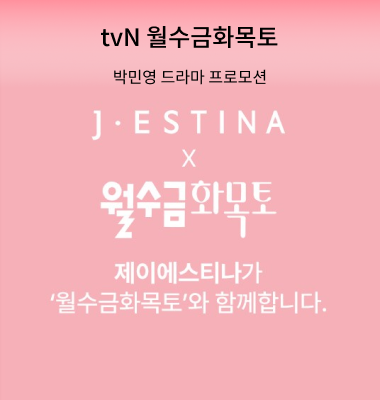 tvN 월수금화목토
박민영 드라마 프로모션
J·ESTINA
X
월수금화목토
제이에스티나가
‘월수금화목토’와 함께합니다.